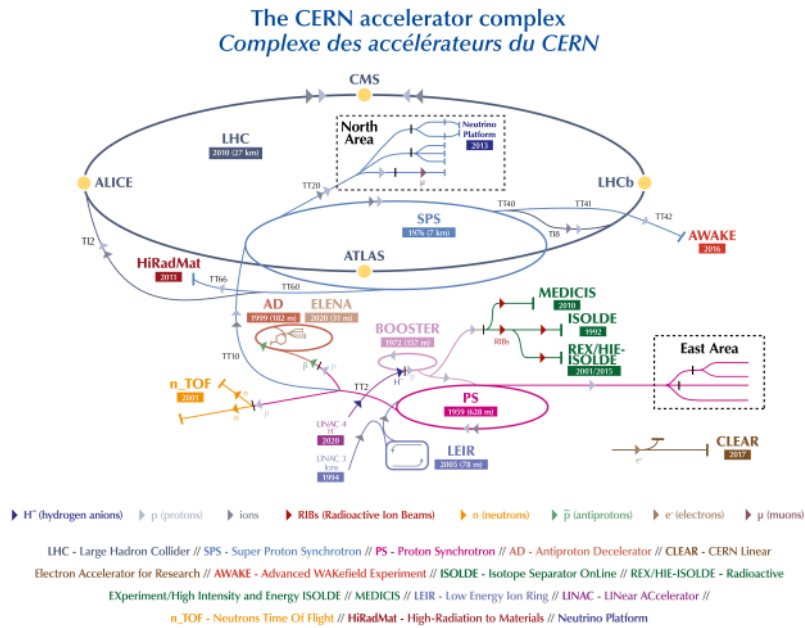 The CERN accelerator complex
Complexe des accélérateurs du CERN
CMS
North Area
Neutrino Platform
2013
LHC
2010 (27 km)
μ
ALICE
LHCb
TT20
TT40
TT41
SPS
1976 (7 km)
TI8
TT42
TI2
AWAKE
2016
HiRadMat
2011
TT66
ATLAS
TT60
AD
1999 (182 m)
ELENA
2020 (31 m)
MEDICIS
2010
BOOSTER
1972 (157 m)
ISOLDE
1992
RIBs
REX/HIE-ISOLDE
2001/2015
East Area
TT10
p̄
p
n_TOF
2001
TT2
H⁻
p
n
n
p
PS
1959 (628 m)
LINAC 4
H⁻
2020
LINAC 3
Ions
1994
LEIR
2005 (78 m)
e⁻
CLEAR
2017
H⁻ (hydrogen anions)
p (protons)
ions
RIBs (Radioactive Ion Beams)
n (neutrons)
p̄ (antiprotons)
e⁻ (electrons)
μ (muons)
LHC - Large Hadron Collider // SPS - Super Proton Synchrotron // PS - Proton Synchrotron // AD - Antiproton Decelerator // CLEAR - CERN Linear
Electron Accelerator for Research // AWAKE - Advanced WAKefield Experiment // ISOLDE - Isotope Separator OnLine // REX/HIE-ISOLDE - Radioactive
EXperiment/High Intensity and Energy ISOLDE // MEDICIS // LEIR - Low Energy Ion Ring // LINAC - LINear ACcelerator //
n_TOF - Neutrons Time Of Flight // HiRadMat - High-Radiation to Materials // Neutrino Platform